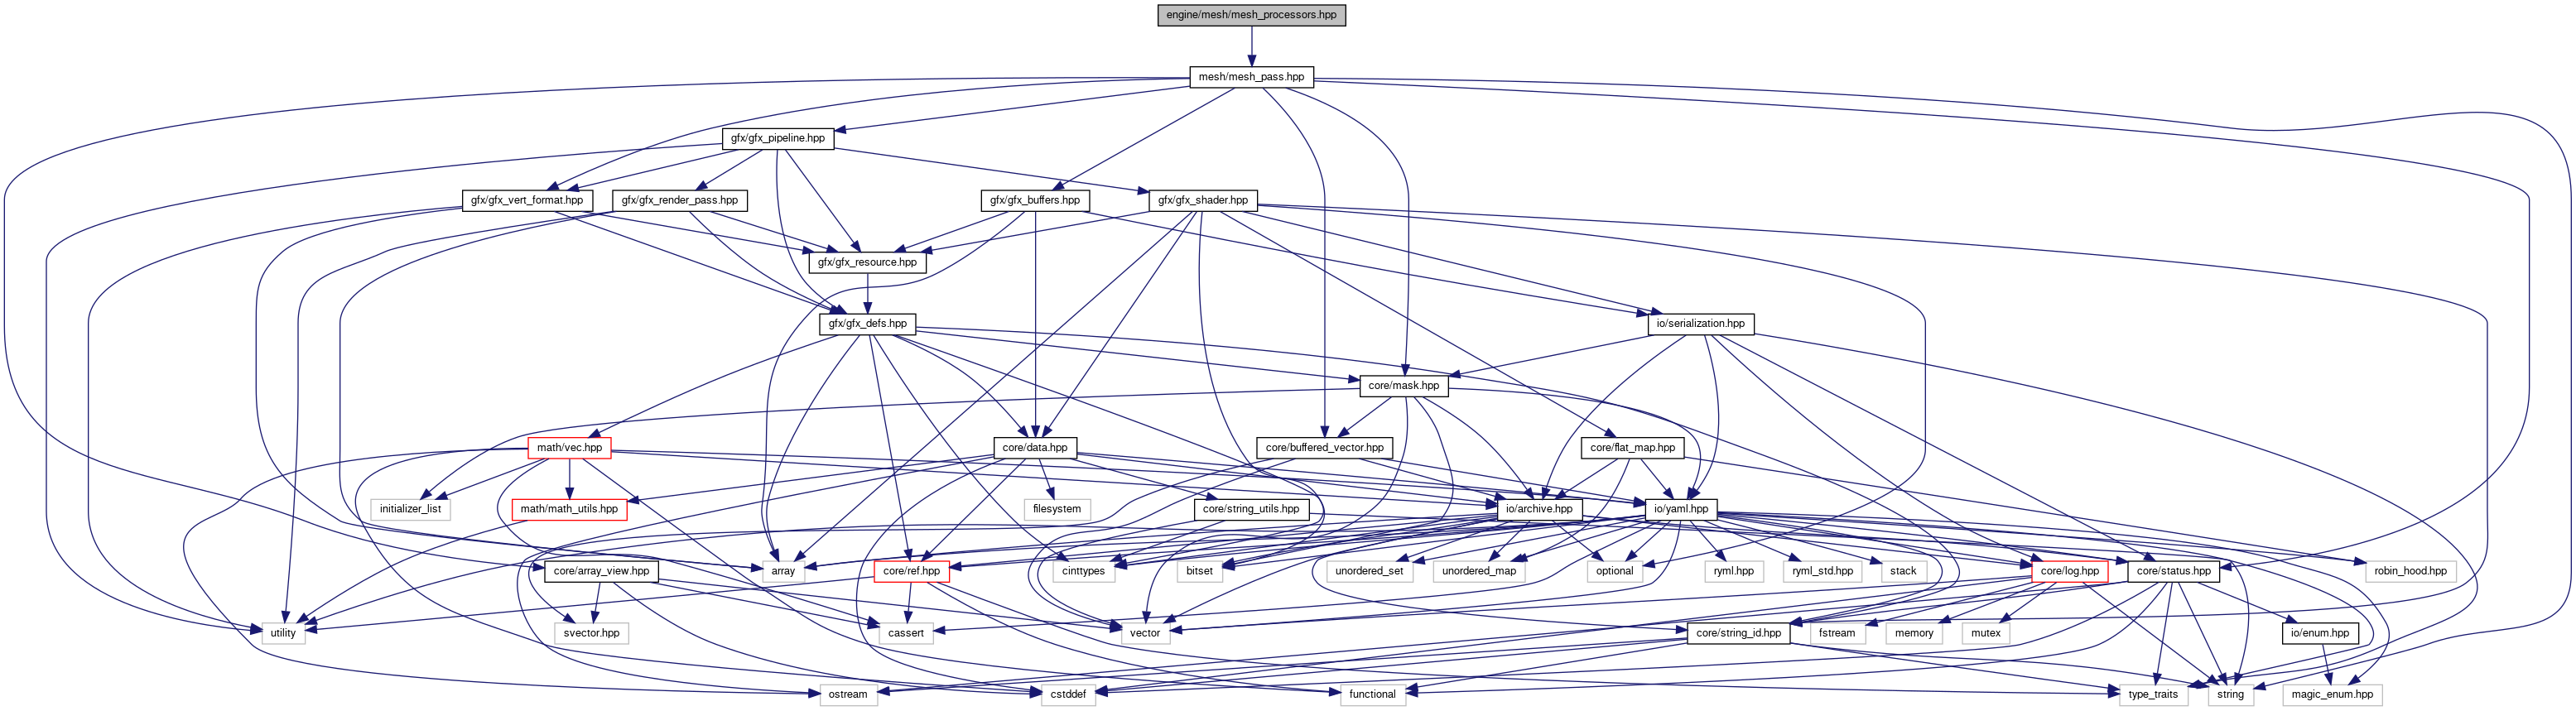 engine/mesh/mesh_processors.hpp
mesh/mesh_pass.hpp
gfx/gfx_pipeline.hpp
gfx/gfx_vert_format.hpp
gfx/gfx_render_pass.hpp
gfx/gfx_buffers.hpp
gfx/gfx_shader.hpp
gfx/gfx_resource.hpp
gfx/gfx_defs.hpp
io/serialization.hpp
core/mask.hpp
math/vec.hpp
core/data.hpp
core/buffered_vector.hpp
core/flat_map.hpp
initializer_list
math/math_utils.hpp
filesystem
core/string_utils.hpp
io/archive.hpp
io/yaml.hpp
core/array_view.hpp
array
core/ref.hpp
cinttypes
bitset
unordered_set
unordered_map
optional
ryml.hpp
ryml_std.hpp
stack
core/log.hpp
core/status.hpp
robin_hood.hpp
utility
svector.hpp
cassert
vector
core/string_id.hpp
fstream
memory
mutex
io/enum.hpp
ostream
cstddef
functional
type_traits
string
magic_enum.hpp